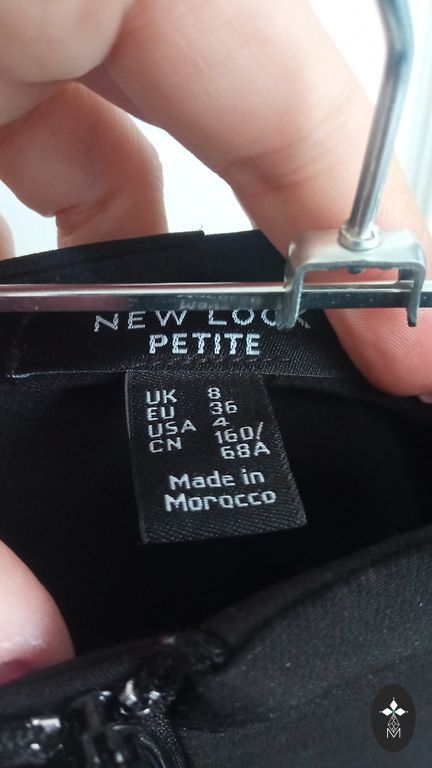 NEW LOOK
PETITE
UK 8
EU 36
USA 4
CN 160/
68A
Made in
Morocco
M